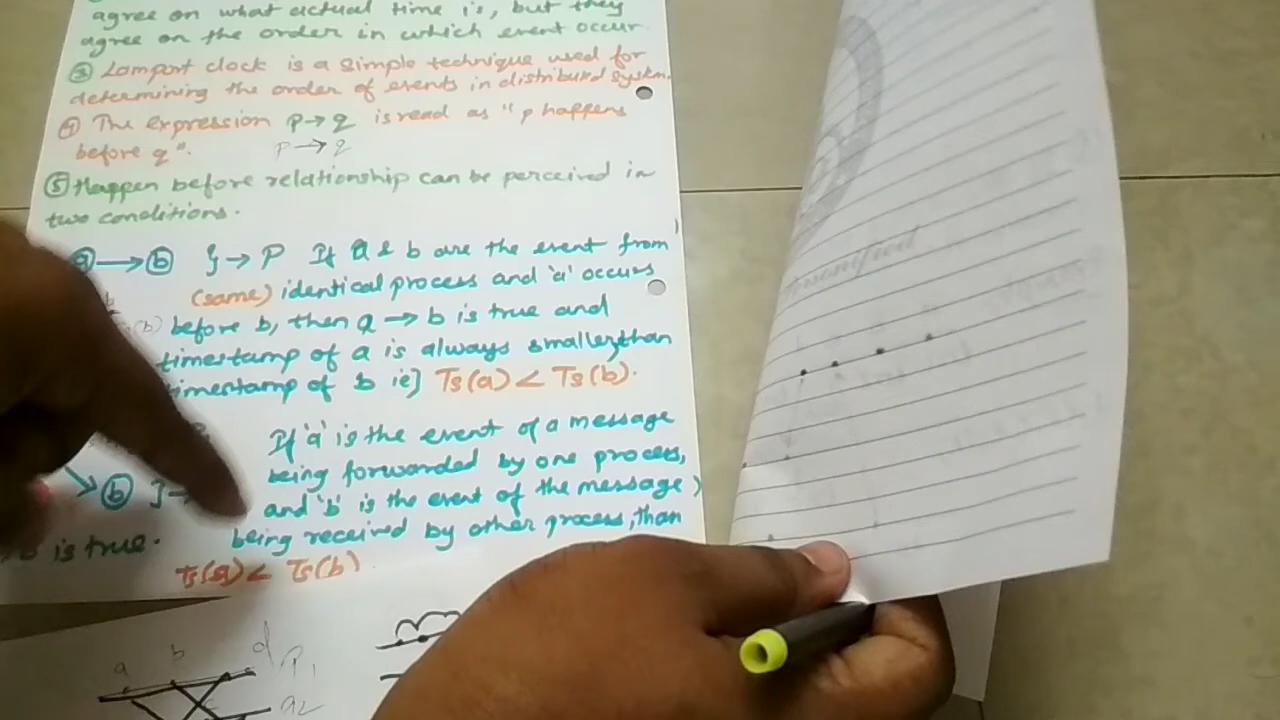 agree on what actual time is, but they
agree on the order in which event occur.
③ Lamport clock is a simple technique used for
determining the order of events in distributed system.
④ The expression P→q is read as "p happens
before q".
P→q
⑤ Happen before relationship can be perceived in
two conditions.
ⓐ→ⓑ }→P If a & b are the event from
(same) identical process and 'a' occurs
before b, then a→b is true and
timestamp of a is always smaller than
timestamp of b ie] Ts(a) < Ts(b).
If 'a' is the event of a message
being forwarded by one process,
ⓑ }→ and 'b' is the event of the message
being received by other process, than
b is true.
Ts(a) < Ts(b)
a b d P1